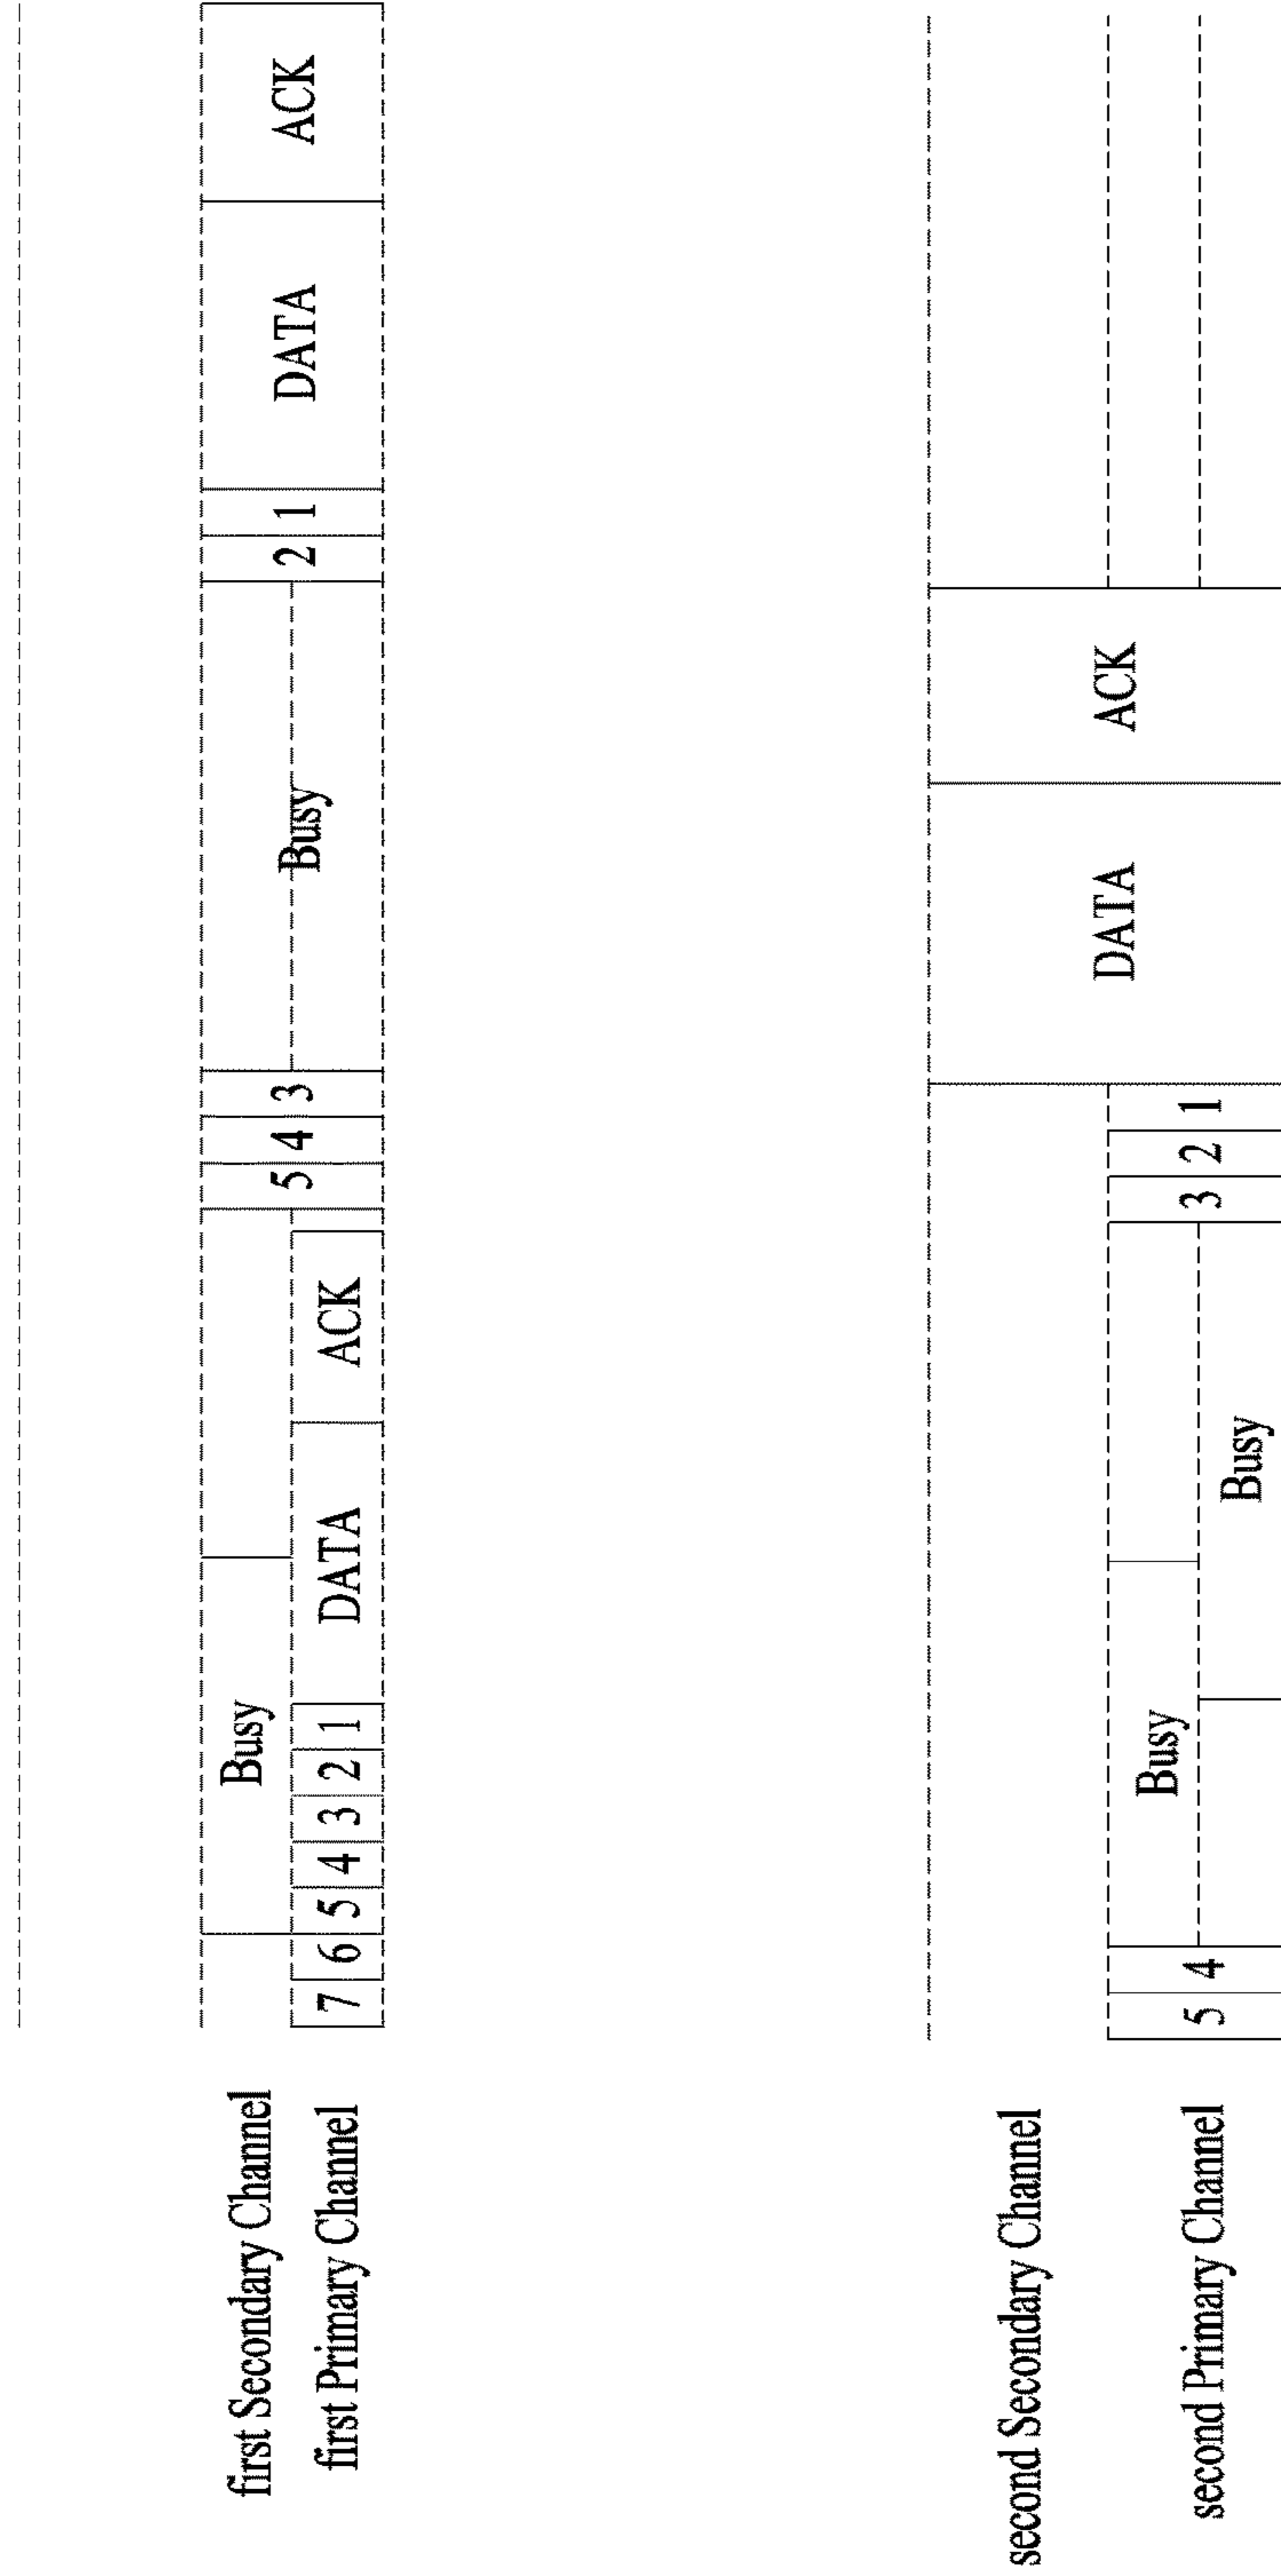 first Secondary Channel Busy
5 4 3 Busy 2 1 DATA ACK
first Primary Channel 7 6 5 4 3 2 1 DATA ACK
second Secondary Channel
DATA ACK
Busy
second Primary Channel 5 4 3 2 1
Busy